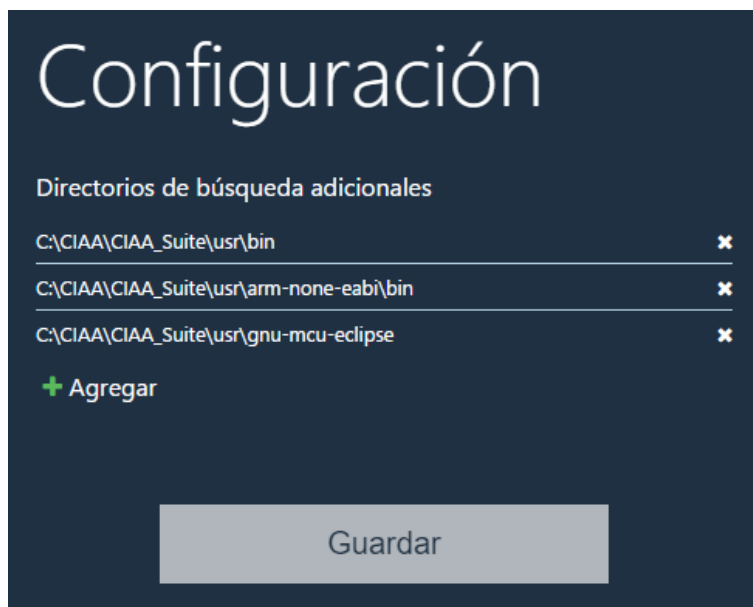 Configuración
Directorios de búsqueda adicionales
C:\CIAA\CIAA_Suite\usr\bin
C:\CIAA\CIAA_Suite\usr\arm-none-eabi\bin
C:\CIAA\CIAA_Suite\usr\gnu-mcu-eclipse
Agregar
Guardar